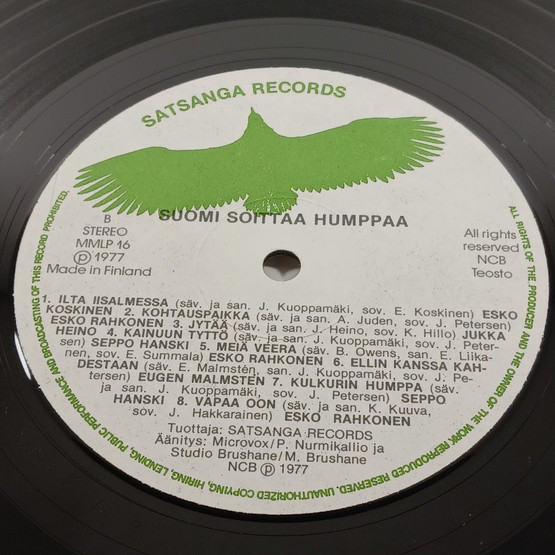 SATSANGA RECORDS
SUOMI SOITTAA HUMPPAA
B
STEREO
MMLP 16
Ⓟ 1977
Made in Finland
All rights
reserved
NCB
Teosto
1. ILTA IISALMESSA (säv. ja san. J. Kuoppamäki, sov. E. Koskinen) ESKO
KOSKINEN 2. KOHTAUSPAIKKA (säv. ja san. A. Juden, sov. J. Petersen)
ESKO RAHKONEN 3. JYTÄÄ (säv. ja san. J. Heino, sov. K. Hillo) JUKKA
HEINO 4. KAINUUN TYTTÖ (säv. ja san. J. Kuoppamäki, sov. J. Peter-
sen) SEPPO HANSKI 5. MEIJÄ VEERA (säv. B. Owens, san. E. Liika-
nen, sov. E. Summala) ESKO RAHKONEN 6. ELLIN KANSSA KAH-
DESTAAN (säv. E. Malmstén, san. J. Kuoppamäki, sov. J. Pe-
tersen) EUGEN MALMSTEN 7. KULKURIN HUMPPA (säv.
ja san. J. Kuoppamäki, sov. J. Petersen) SEPPO
HANSKI 8. VAPAA OON (säv. ja san. K. Kuuva,
sov. J. Hakkarainen) ESKO RAHKONEN
Tuottaja: SATSANGA RECORDS
Äänitys: Microvox/P. Nurmikallio ja
Studio Brushane/M. Brushane
NCB Ⓟ 1977
ALL RIGHTS OF THE PRODUCER AND THE OWNER OF THE WORK REPRODUCED RESERVED. UNAUTHORIZED COPYING, HIRING, LENDING, PUBLIC PERFORMANCE AND BROADCASTING OF THIS RECORD PROHIBITED.